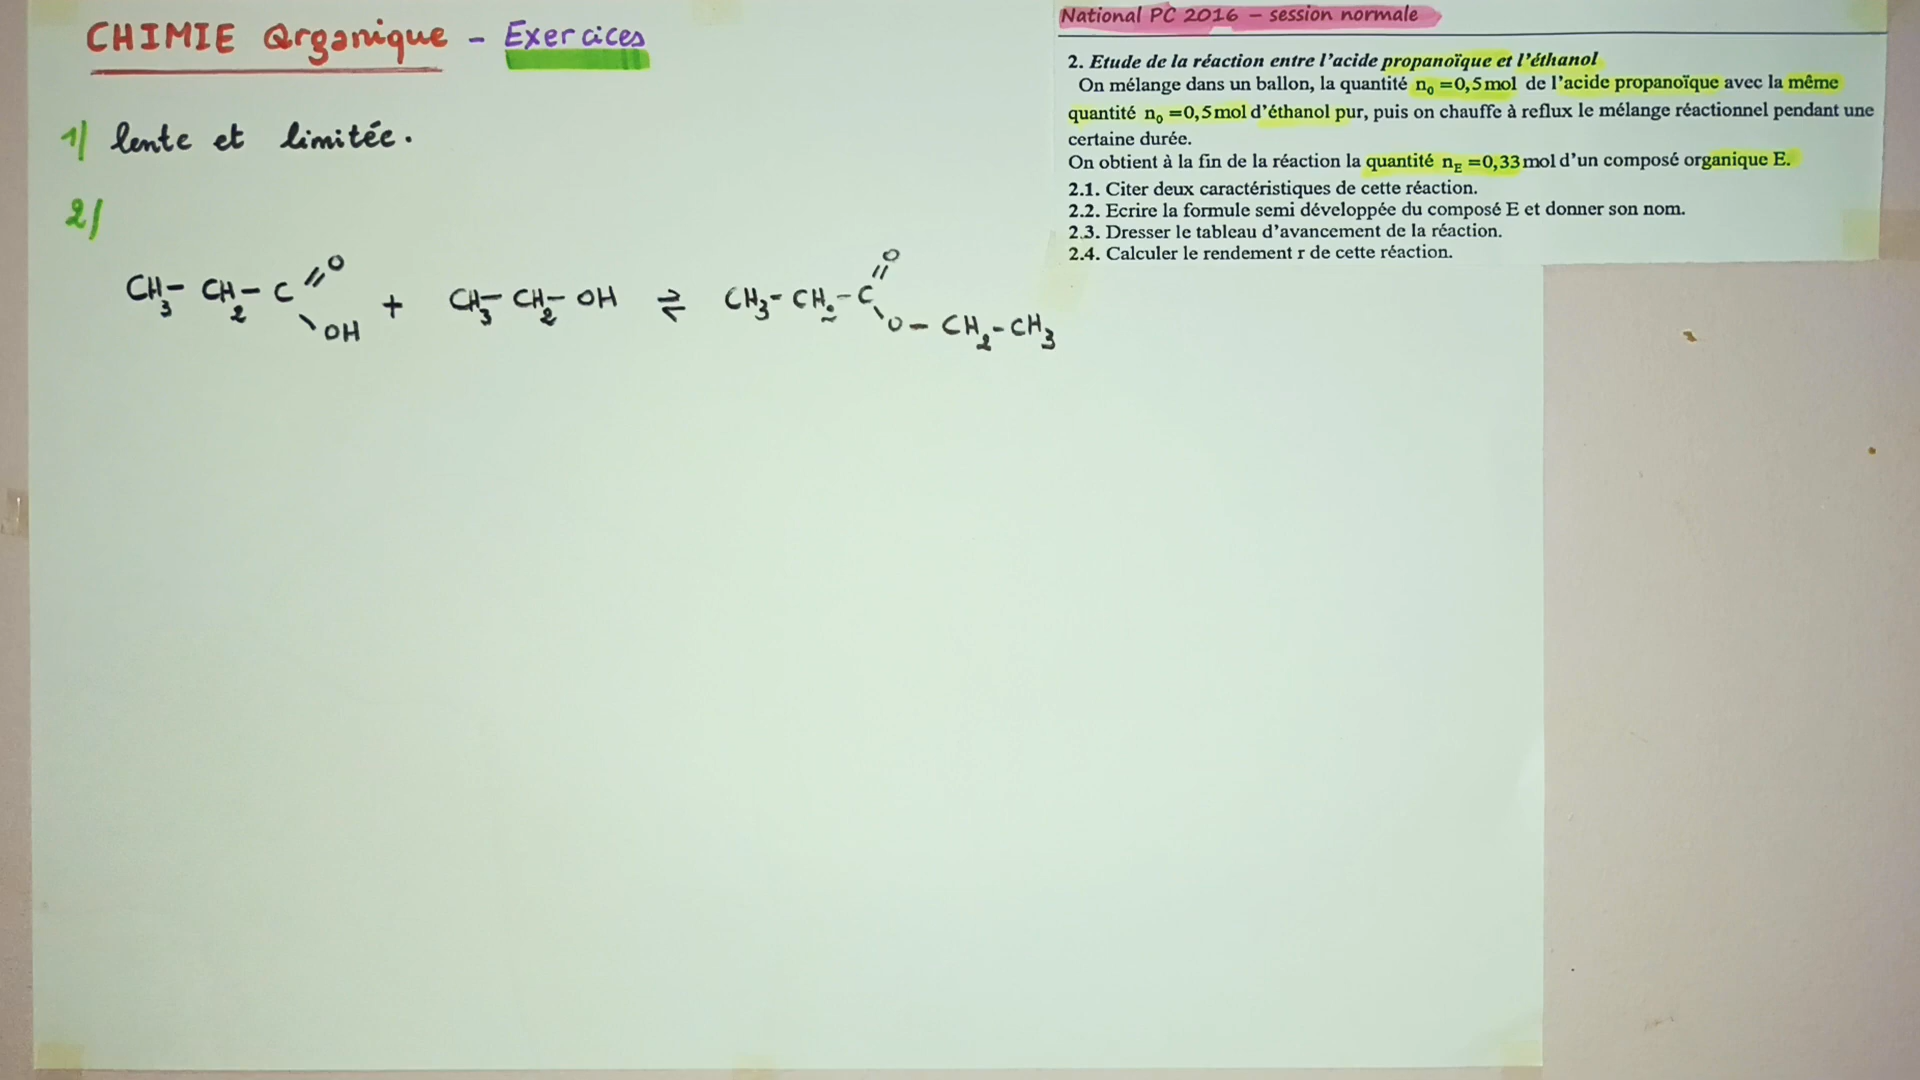 CHIMIE Organique - Exercices
1) lente et limitée.
2)
CH3- CH2- C =O OH + CH3- CH2- OH ⇌ CH3- CH2- C =O O - CH2- CH3
National PC 2016 – session normale
2. Etude de la réaction entre l'acide propanoïque et l'éthanol
On mélange dans un ballon, la quantité n0 =0,5mol de l'acide propanoïque avec la même
quantité n0 =0,5mol d'éthanol pur, puis on chauffe à reflux le mélange réactionnel pendant une
certaine durée.
On obtient à la fin de la réaction la quantité nE =0,33mol d'un composé organique E.
2.1. Citer deux caractéristiques de cette réaction.
2.2. Ecrire la formule semi développée du composé E et donner son nom.
2.3. Dresser le tableau d'avancement de la réaction.
2.4. Calculer le rendement r de cette réaction.